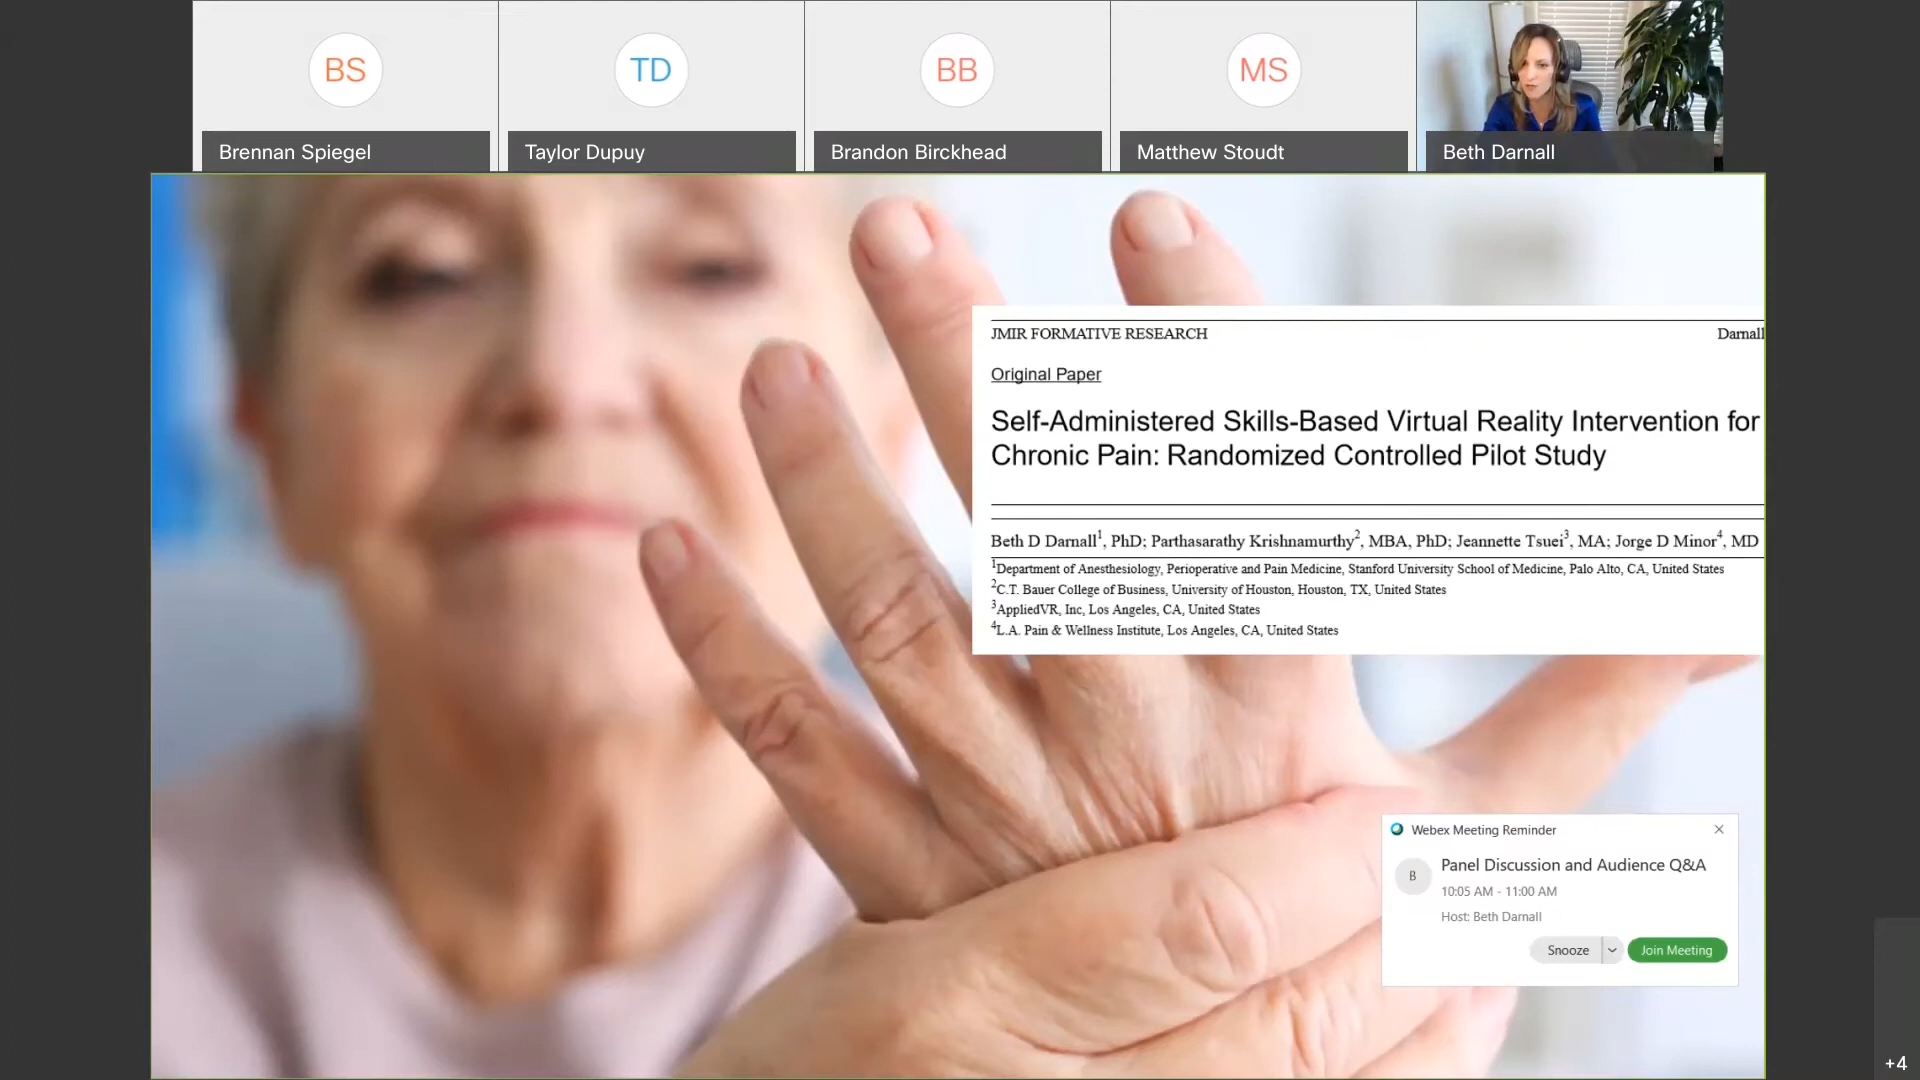 BS
TD
BB
MS
Brennan Spiegel
Taylor Dupuy
Brandon Birckhead
Matthew Stoudt
Beth Darnall
JMIR FORMATIVE RESEARCH
Darnall
Original Paper
Self-Administered Skills-Based Virtual Reality Intervention for
Chronic Pain: Randomized Controlled Pilot Study
Beth D Darnall1, PhD; Parthasarathy Krishnamurthy2, MBA, PhD; Jeannette Tsuei3, MA; Jorge D Minor4, MD
1Department of Anesthesiology, Perioperative and Pain Medicine, Stanford University School of Medicine, Palo Alto, CA, United States
2C.T. Bauer College of Business, University of Houston, Houston, TX, United States
3AppliedVR, Inc, Los Angeles, CA, United States
4L.A. Pain & Wellness Institute, Los Angeles, CA, United States
Webex Meeting Reminder
B
Panel Discussion and Audience Q&A
10:05 AM - 11:00 AM
Host: Beth Darnall
Snooze
Join Meeting
+4